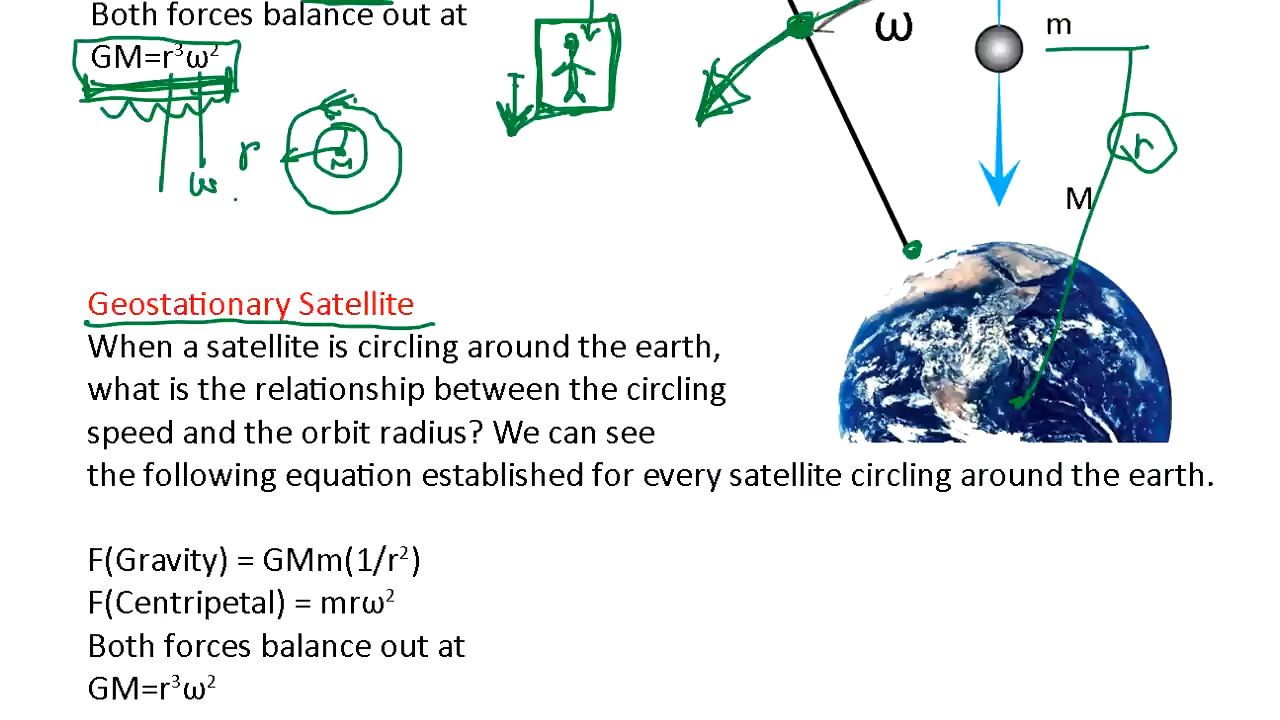 Both forces balance out at
GM=r³ω²
ω
m
r
M
ω
r
M
Geostationary Satellite
When a satellite is circling around the earth,
what is the relationship between the circling
speed and the orbit radius? We can see
the following equation established for every satellite circling around the earth.
F(Gravity) = GMm(1/r²)
F(Centripetal) = mrω²
Both forces balance out at
GM=r³ω²